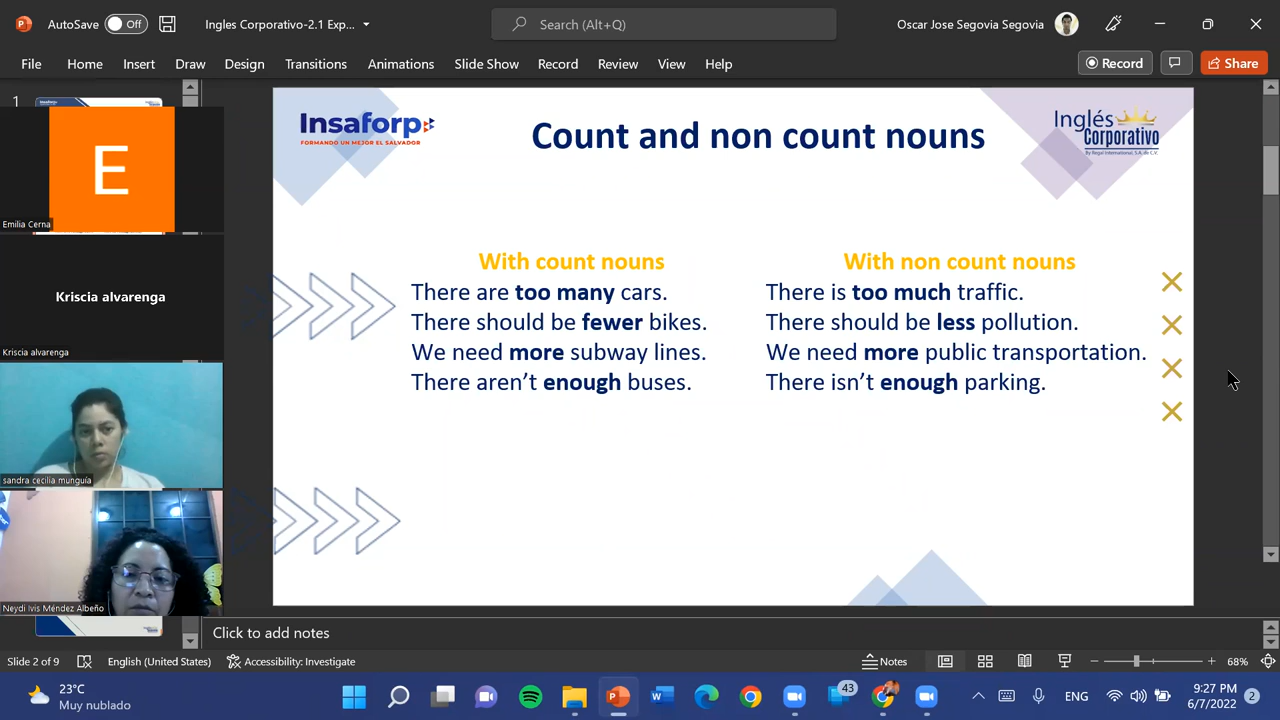 AutoSave Off Ingles Corporativo-2.1 Exp... Search (Alt+Q) Oscar Jose Segovia Segovia
File Home Insert Draw Design Transitions Animations Slide Show Record Review View Help Record Share
1
E
Emilia Cerna
Kriscia alvarenga
Kriscia alvarenga
sandra cecilia munguía
Neydi Ivis Méndez Albeño
Insaforp
FORMANDO UN MEJOR EL SALVADOR
Count and non count nouns
Inglés
Corporativo
By Regal International, S.A. de C.V.
With count nouns
There are too many cars.
There should be fewer bikes.
We need more subway lines.
There aren't enough buses.
With non count nouns
There is too much traffic.
There should be less pollution.
We need more public transportation.
There isn't enough parking.
Click to add notes
Slide 2 of 9 English (United States) Accessibility: Investigate Notes 68%
23°C
Muy nublado
43
ENG
9:27 PM
6/7/2022
2